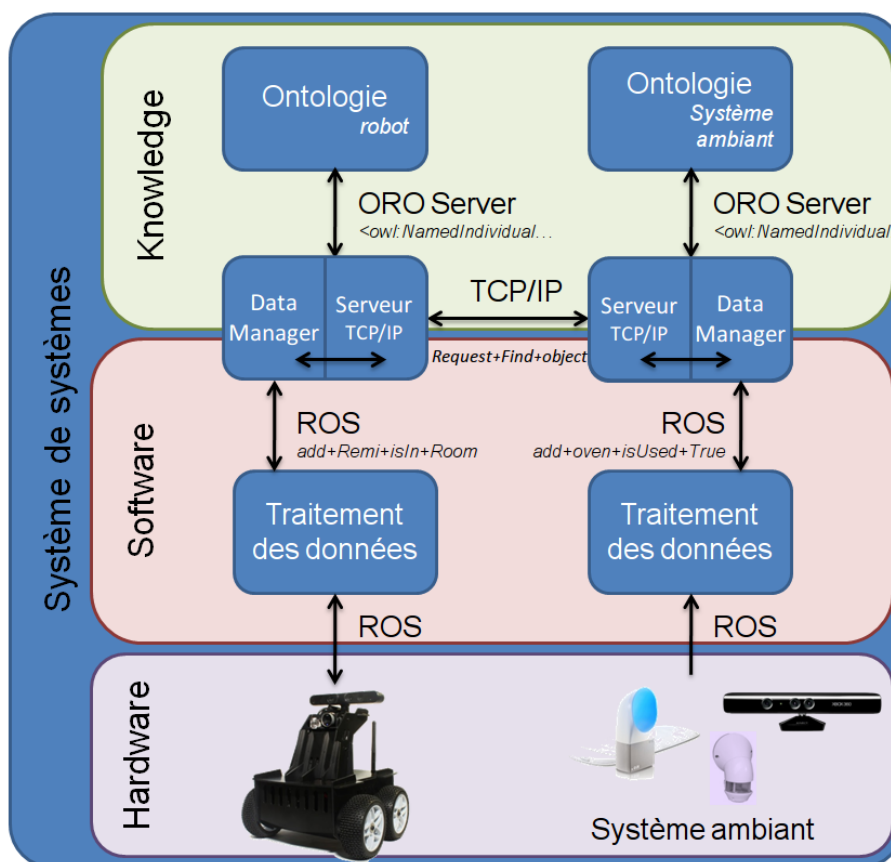 Système de systèmes
Knowledge
Ontologie
robot
Ontologie
Système
ambiant
ORO Server
<owl:NamedIndividual...
ORO Server
<owl:NamedIndividual
Data
Manager
Serveur
TCP/IP
TCP/IP
Request+Find+object
Serveur
TCP/IP
Data
Manager
Software
ROS
add+Remi+isIn+Room
ROS
add+oven+isUsed+True
Traitement
des données
Traitement
des données
ROS
ROS
Hardware
XBOX 360
Système ambiant